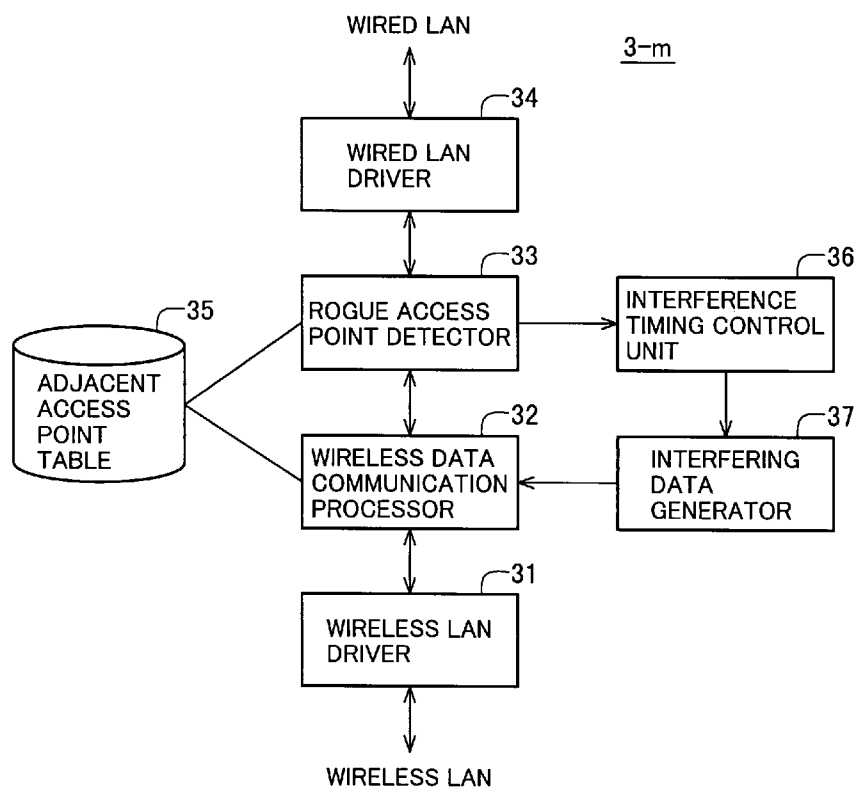 WIRED LAN
3-m
34
WIRED LAN
DRIVER
33
ROGUE ACCESS
POINT DETECTOR
36
INTERFERENCE
TIMING CONTROL
UNIT
35
ADJACENT
ACCESS
POINT
TABLE
32
WIRELESS DATA
COMMUNICATION
PROCESSOR
37
INTERFERING
DATA
GENERATOR
31
WIRELESS LAN
DRIVER
WIRELESS LAN